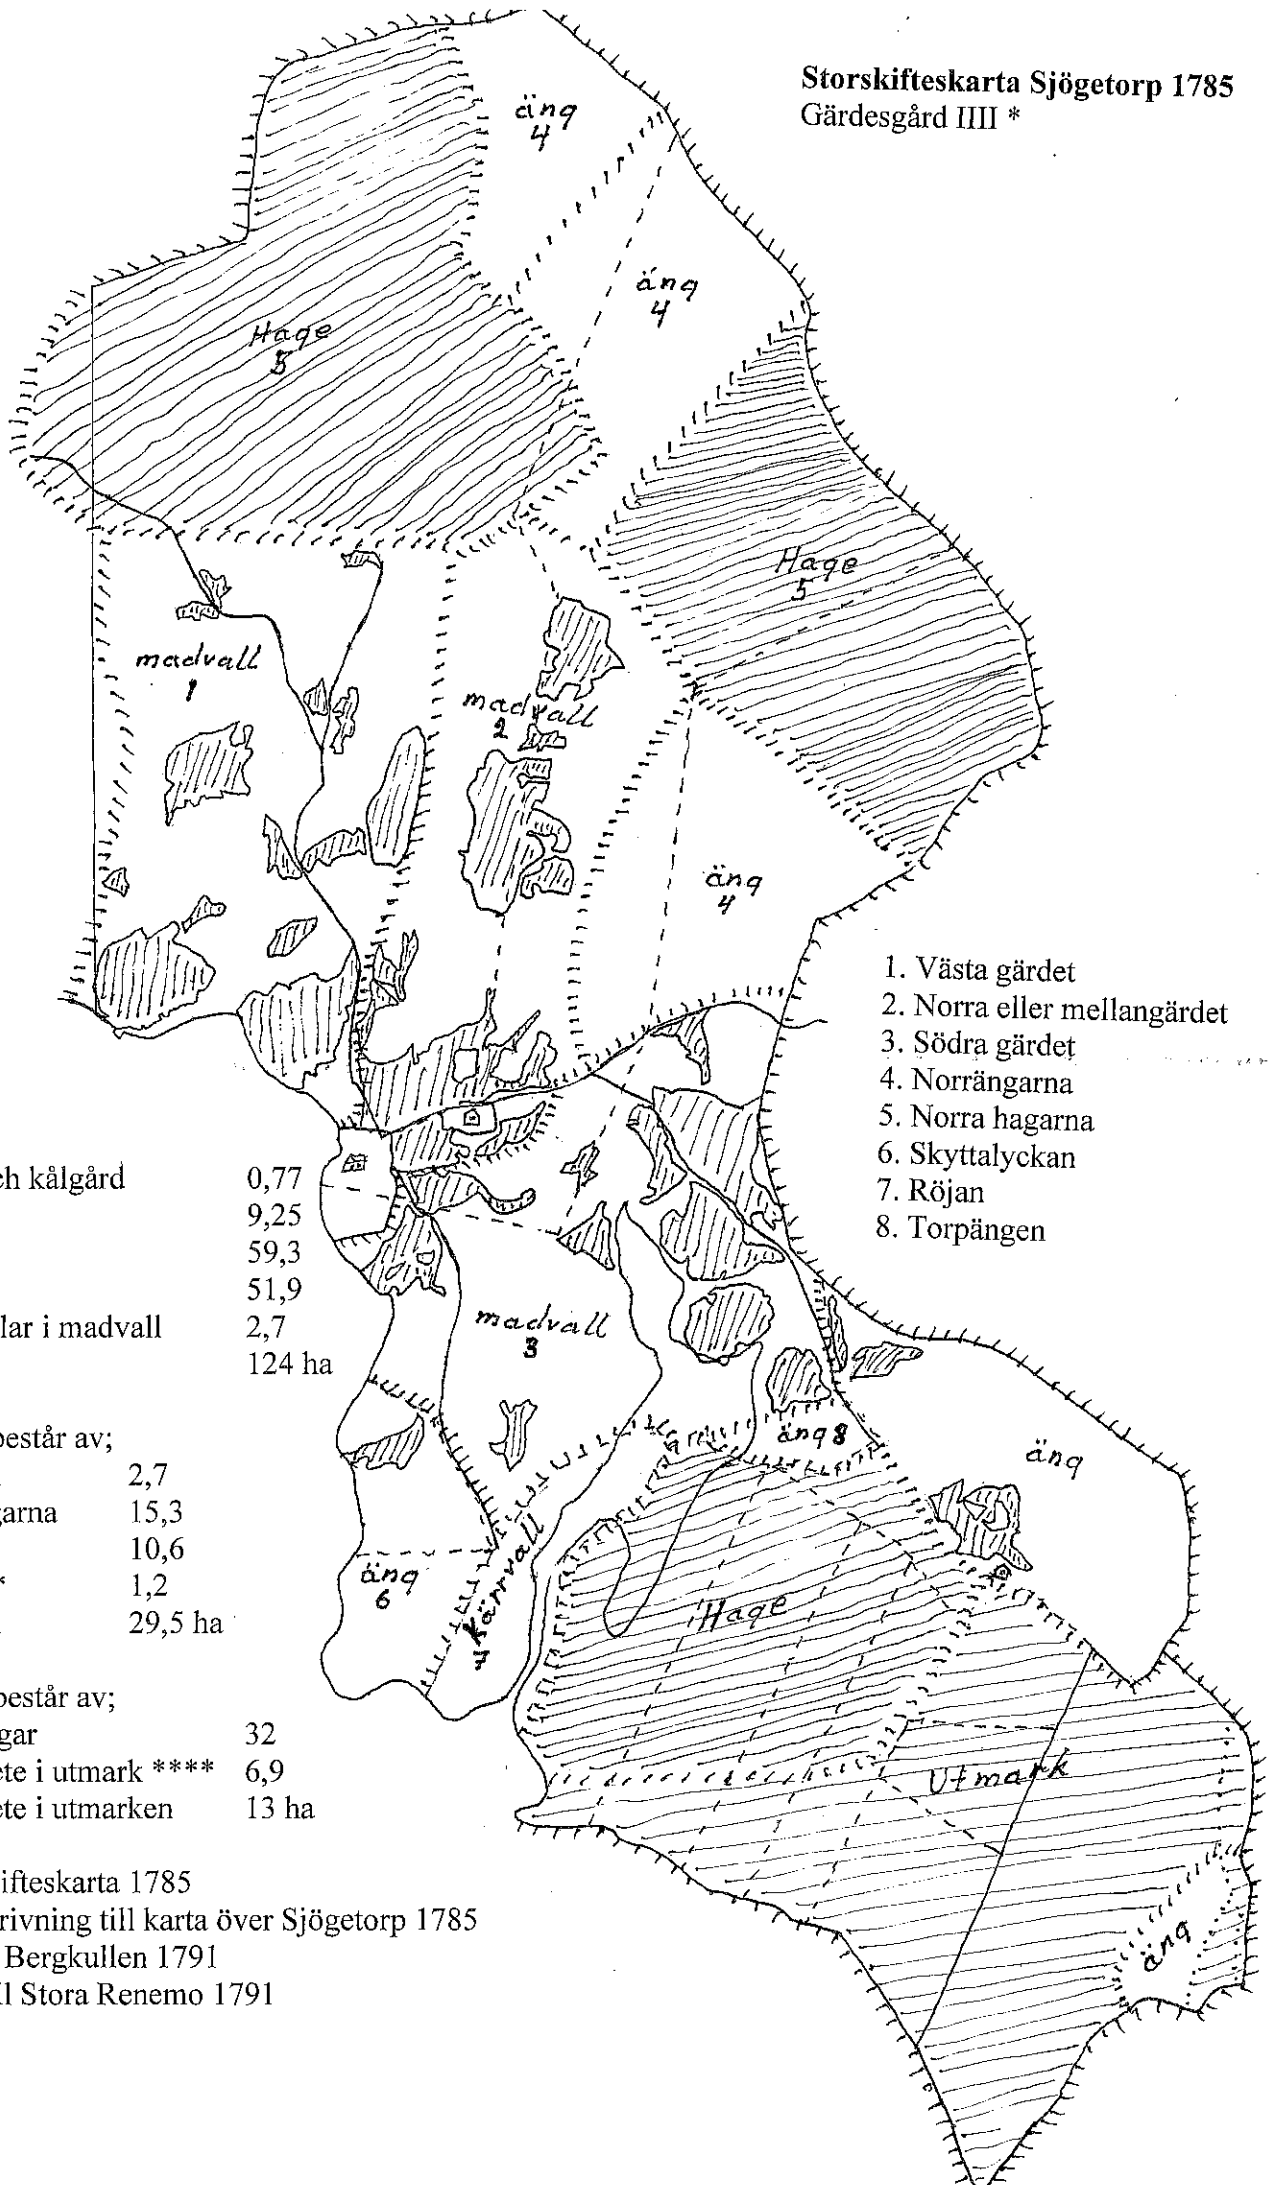 Storskifteskarta Sjögetorp 1785
Gärdesgård IIII *
äng
4
äng
4
Hage
5
Hage
5
madvall
1
madvall
2
äng
4
1. Västa gärdet
2. Norra eller mellangärdet
3. Södra gärdet
4. Norrängarna
5. Norra hagarna
6. Skyttalyckan
7. Röjan
8. Torpängen
ch kålgård 0,77
9,25
59,3
51,9
lar i madvall 2,7
124 ha
madvall
3
äng 8
äng
består av;
2,7
garna 15,3
10,6
* 1,2
29,5 ha
äng
6
kärrvall
Hage
består av;
gar 32
ete i utmark **** 6,9
ete i utmarken 13 ha
Utmark
äng
ifteskarta 1785
rivning till karta över Sjögetorp 1785
Bergkullen 1791
ll Stora Renemo 1791